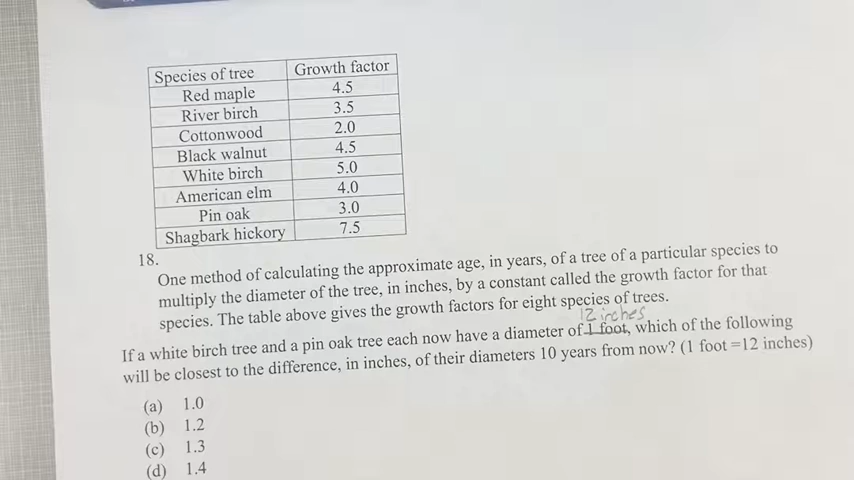 Species of tree Growth factor
Red maple 4.5
River birch 3.5
Cottonwood 2.0
Black walnut 4.5
White birch 5.0
American elm 4.0
Pin oak 3.0
Shagbark hickory 7.5
18.
One method of calculating the approximate age, in years, of a tree of a particular species to
multiply the diameter of the tree, in inches, by a constant called the growth factor for that
species. The table above gives the growth factors for eight species of trees.
12 inches
If a white birch tree and a pin oak tree each now have a diameter of 1 foot, which of the following
will be closest to the difference, in inches, of their diameters 10 years from now? (1 foot =12 inches)
(a) 1.0
(b) 1.2
(c) 1.3
(d) 1.4